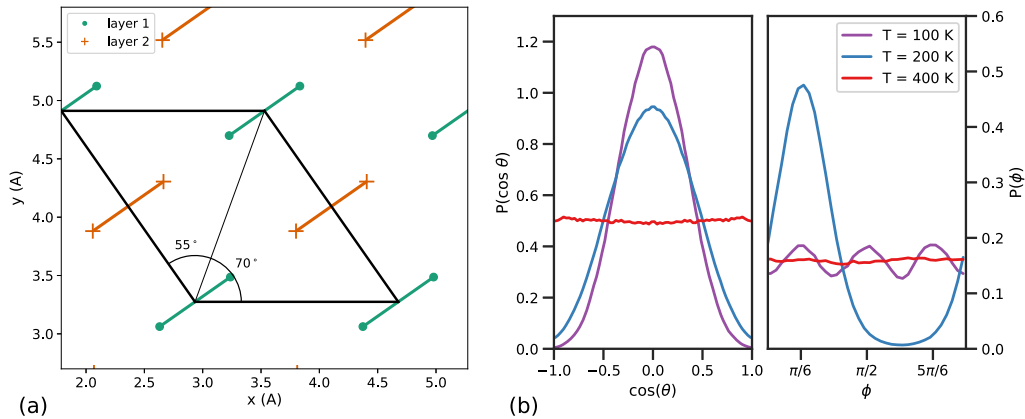 layer 1
layer 2
5.5
5.0
4.5
4.0
3.5
3.0
y (A)
55°
70°
2.0 2.5 3.0 3.5 4.0 4.5 5.0
x (A)
(a)
1.2
1.0
0.8
0.6
0.4
0.2
0.0
P(cos θ)
−1.0 −0.5 0.0 0.5 1.0
cos(θ)
(b)
T = 100 K
T = 200 K
T = 400 K
0.6
0.5
0.4
0.3
0.2
0.1
0.0
P(ϕ)
π/6 π/2 5π/6
ϕ